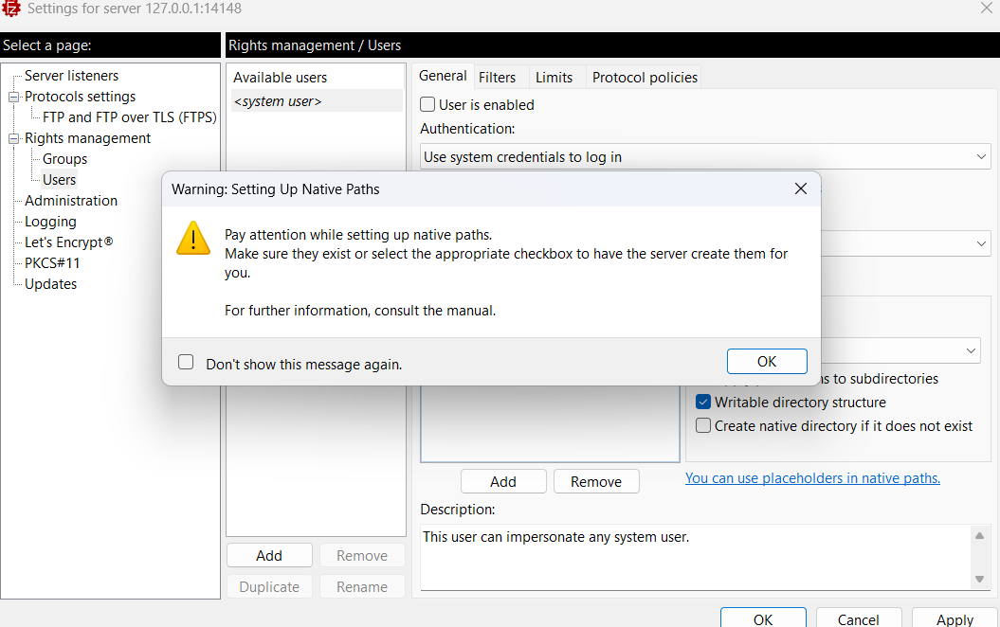 Settings for server 127.0.0.1:14148
Select a page:
Server listeners
Protocols settings
FTP and FTP over TLS (FTPS)
Rights management
Groups
Users
Administration
Logging
Let's Encrypt®
PKCS#11
Updates
Rights management / Users
Available users
<system user>
Add
Remove
Duplicate
Rename
General
Filters
Limits
Protocol policies
User is enabled
Authentication:
Use system credentials to log in
Warning: Setting Up Native Paths
Pay attention while setting up native paths.
Make sure they exist or select the appropriate checkbox to have the server create them for
you.
For further information, consult the manual.
Don't show this message again.
OK
to subdirectories
Writable directory structure
Create native directory if it does not exist
Add
Remove
You can use placeholders in native paths.
Description:
This user can impersonate any system user.
OK
Cancel
Apply